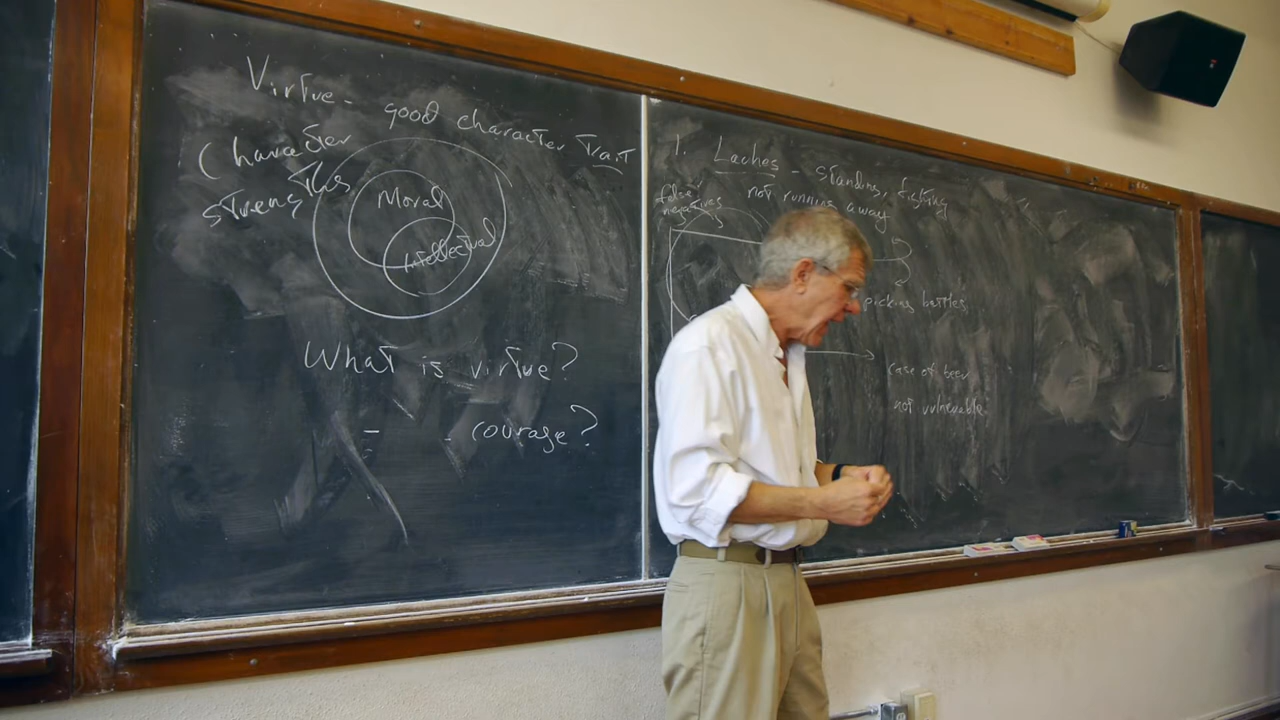 Virtue - good character trait
Character
strengths
Moral
Intellectual
What is virtue?
- - courage?
1. Laches - standing, fighting
not running away
false
negatives
picking battles
case of beer
not vulnerable